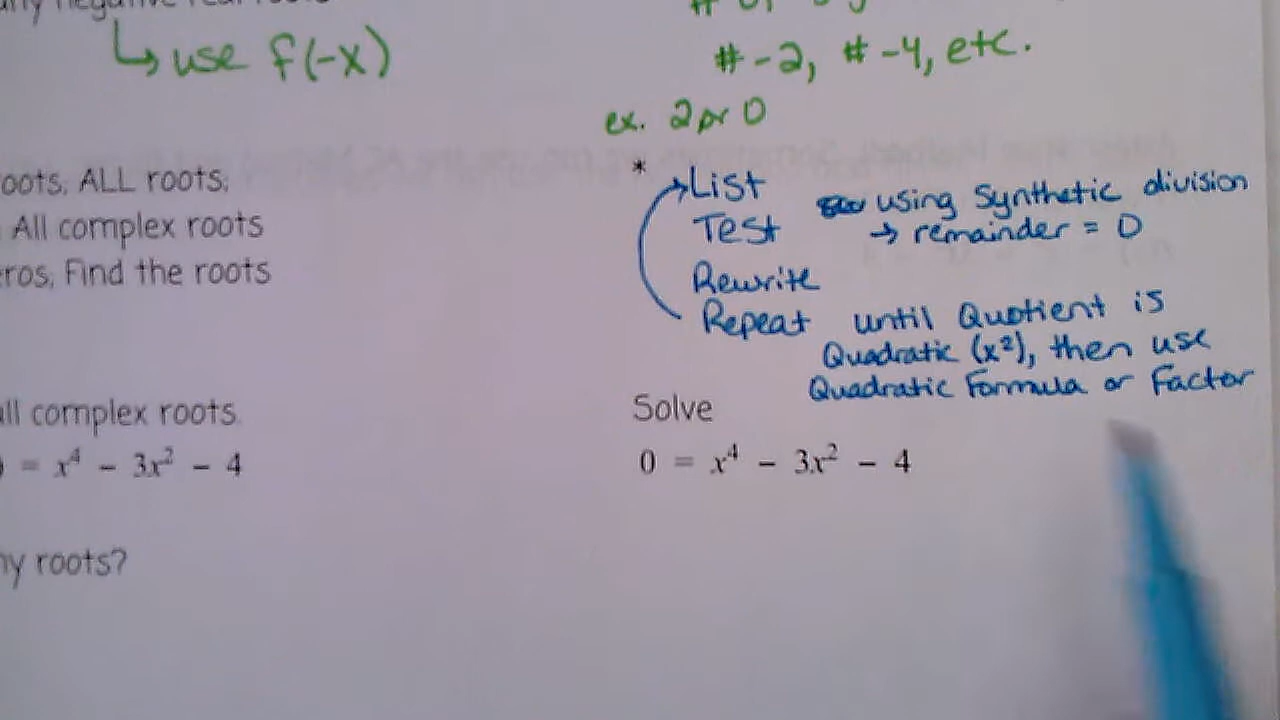 negative real roots
↳ use f(-x)
# -2, # -4, etc.
ex. 2 or 0
roots, ALL roots,
All complex roots
zeros, Find the roots
* List
Test using Synthetic division
→ remainder = 0
Rewrite
Repeat until Quotient is
Quadratic (x²), then use
Quadratic Formula or Factor
all complex roots.
= x⁴ - 3x² - 4
Solve
0 = x⁴ - 3x² - 4
ny roots?